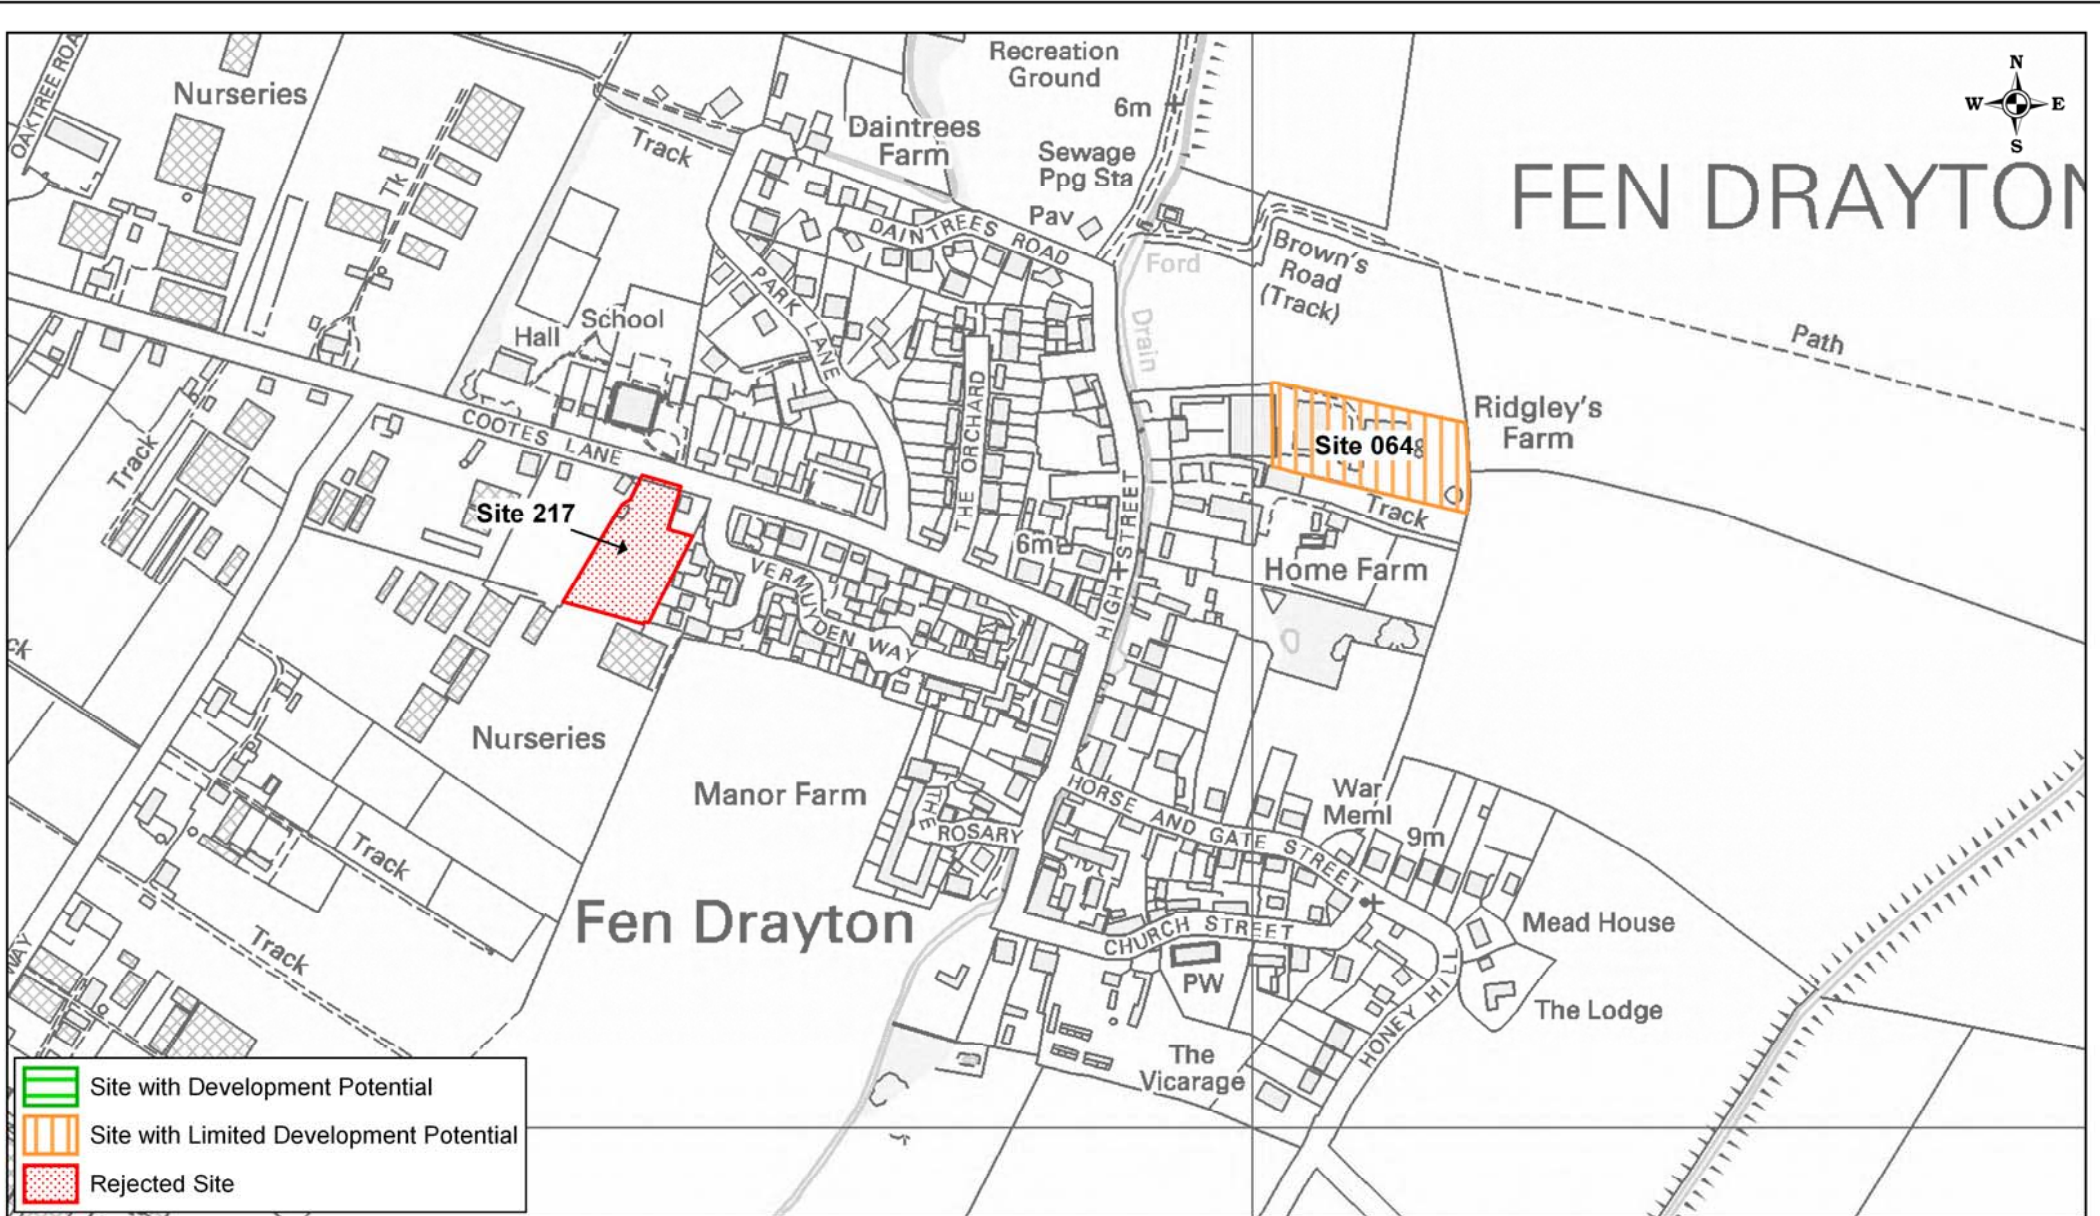 OAKTREE ROA
Nurseries
Tk
Track
Daintrees
Farm
Recreation
Ground
6m
Sewage
Ppg Sta
Pav
N
W E
S
FEN DRAYTON
DAINTREES ROAD
Ford
Brown's
Road
(Track)
Path
PARK LANE
Drain
Hall
School
COOTES LANE
THE ORCHARD
Ridgley's
Farm
Site 064
Track
Track
Site 217
HIGH STREET
6m
Home Farm
VERMUYDEN WAY
ck
Nurseries
Manor Farm
HORSE AND GATE STREET
War
Meml
9m
THE
ROSARY
Track
Fen Drayton
Track
WAY
CHURCH STREET
PW
Mead House
The Lodge
HONEY HILL
The
Vicarage
Site with Development Potential
Site with Limited Development Potential
Rejected Site